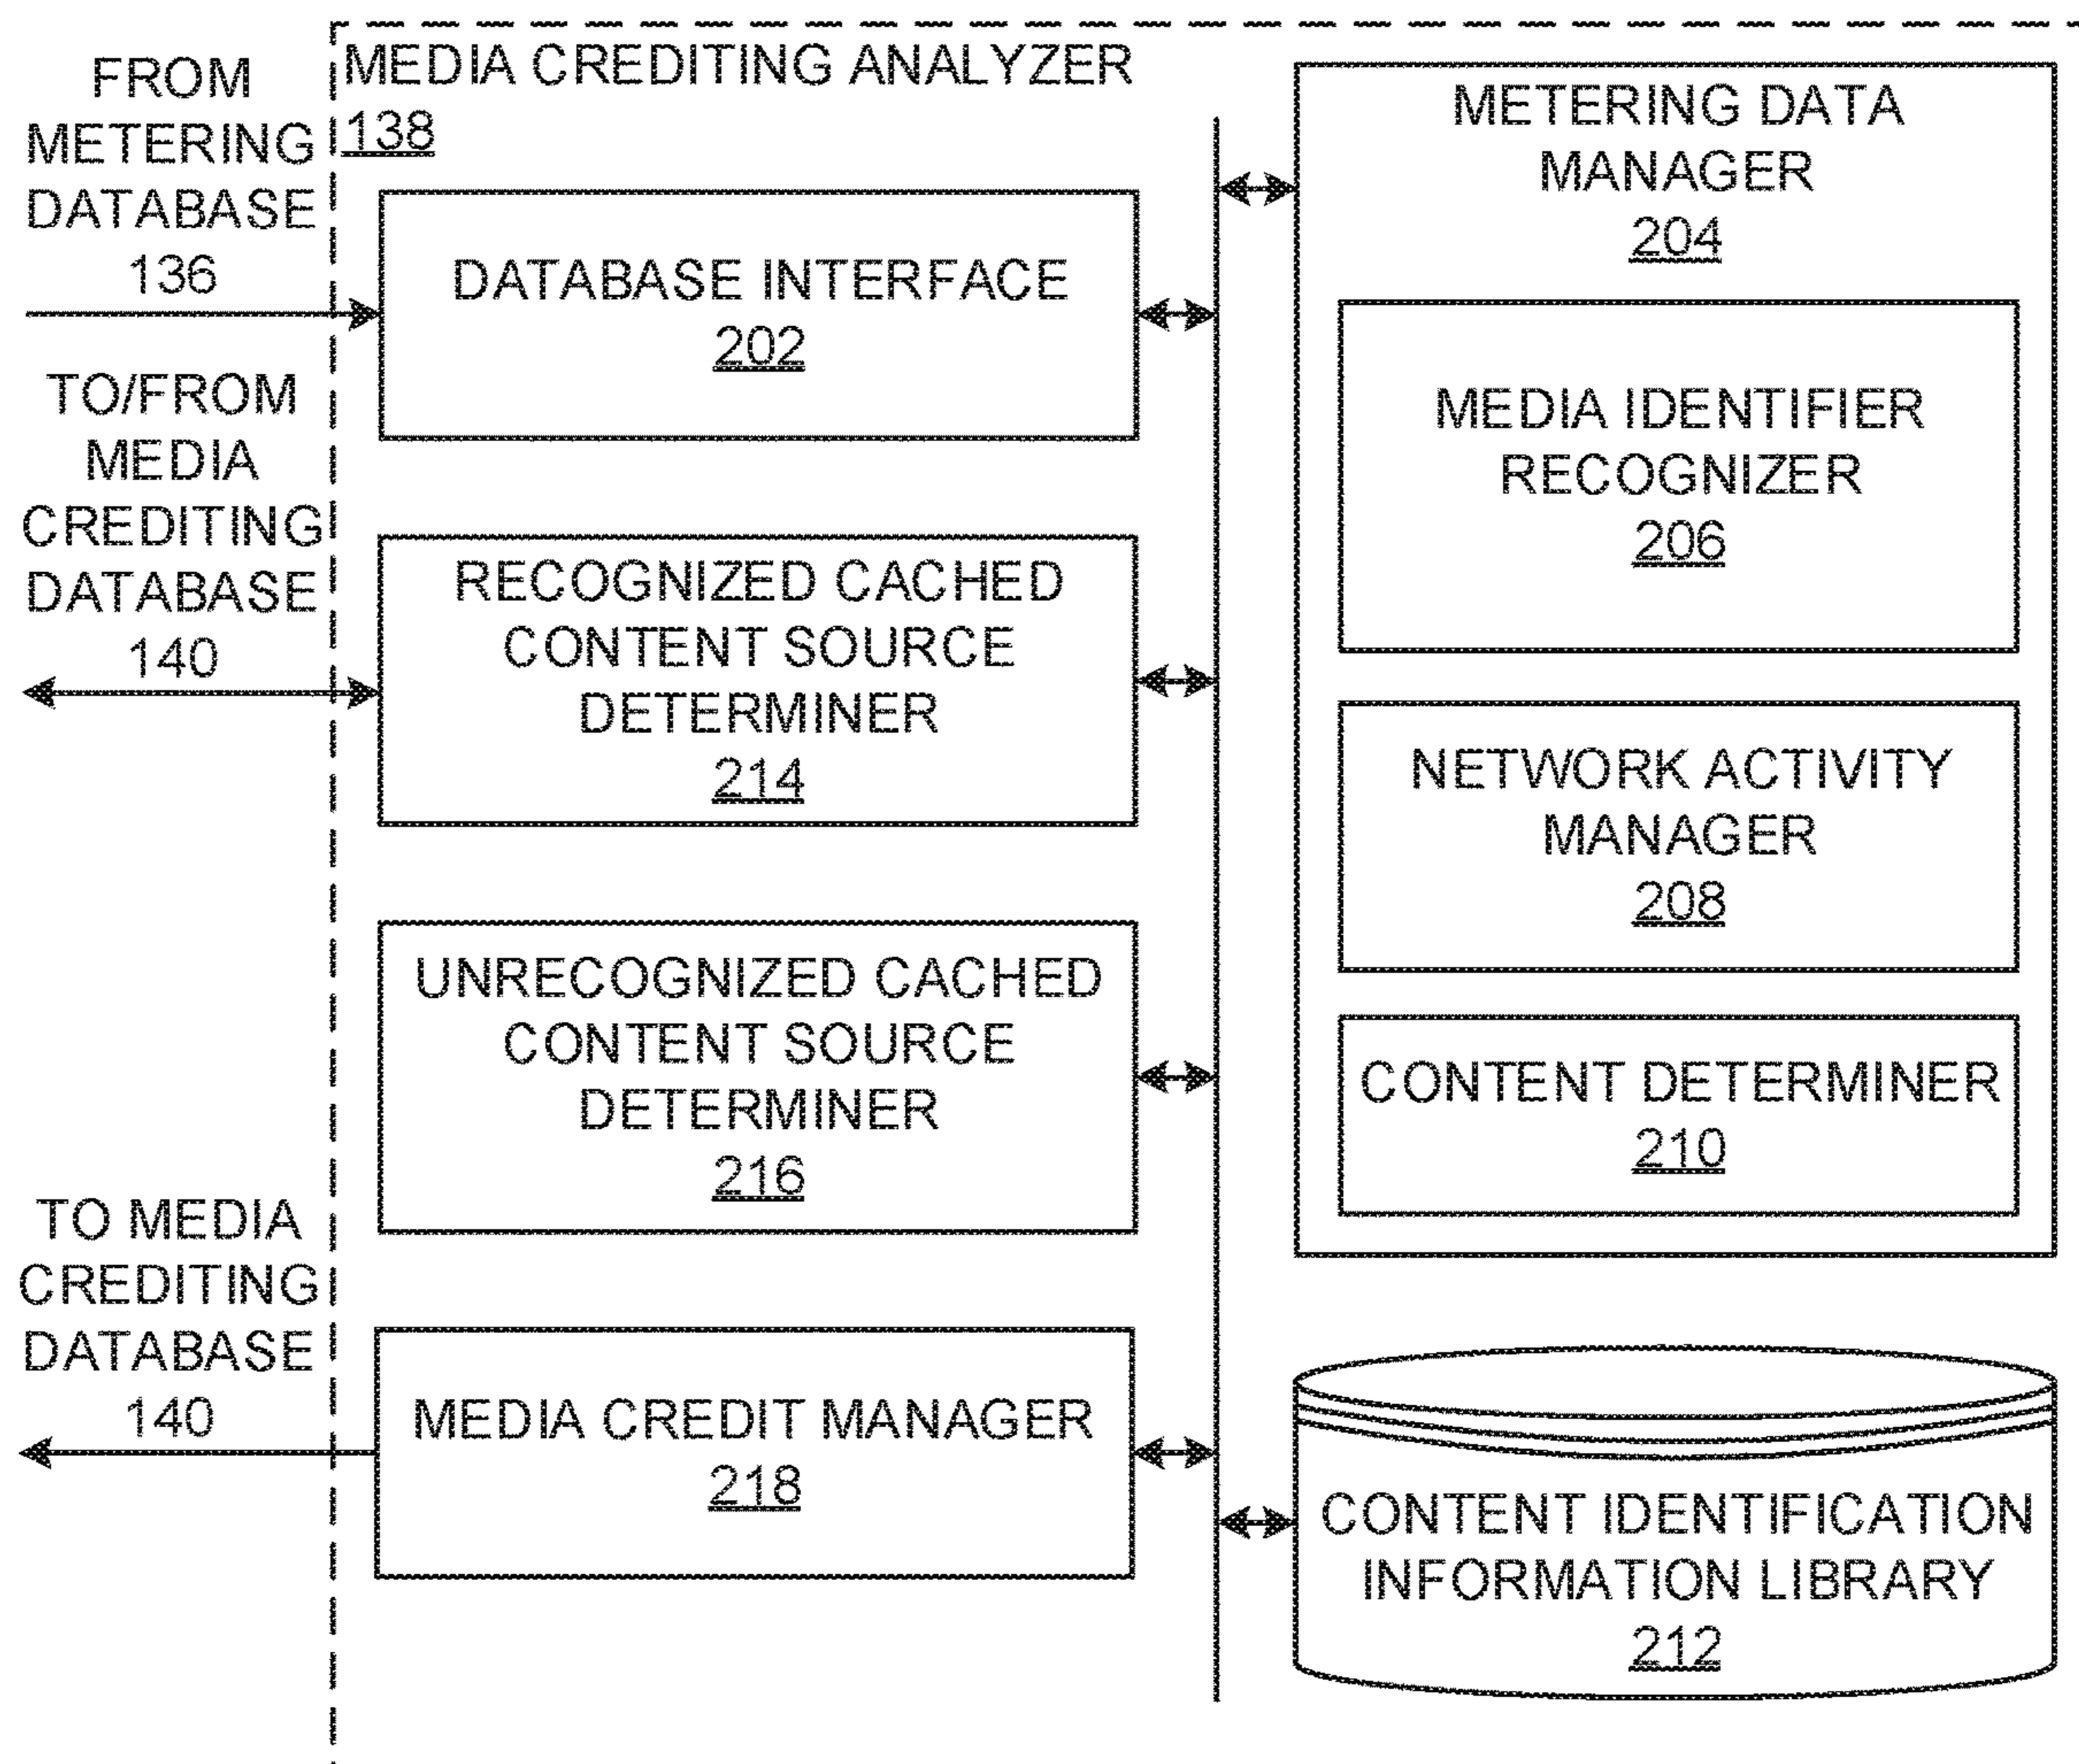 FROM
METERING
DATABASE
136
TO/FROM
MEDIA
CREDITING
DATABASE
140
TO MEDIA
CREDITING
DATABASE
140
MEDIA CREDITING ANALYZER
138
DATABASE INTERFACE
202
RECOGNIZED CACHED
CONTENT SOURCE
DETERMINER
214
UNRECOGNIZED CACHED
CONTENT SOURCE
DETERMINER
216
MEDIA CREDIT MANAGER
218
METERING DATA
MANAGER
204
MEDIA IDENTIFIER
RECOGNIZER
206
NETWORK ACTIVITY
MANAGER
208
CONTENT DETERMINER
210
CONTENT IDENTIFICATION
INFORMATION LIBRARY
212